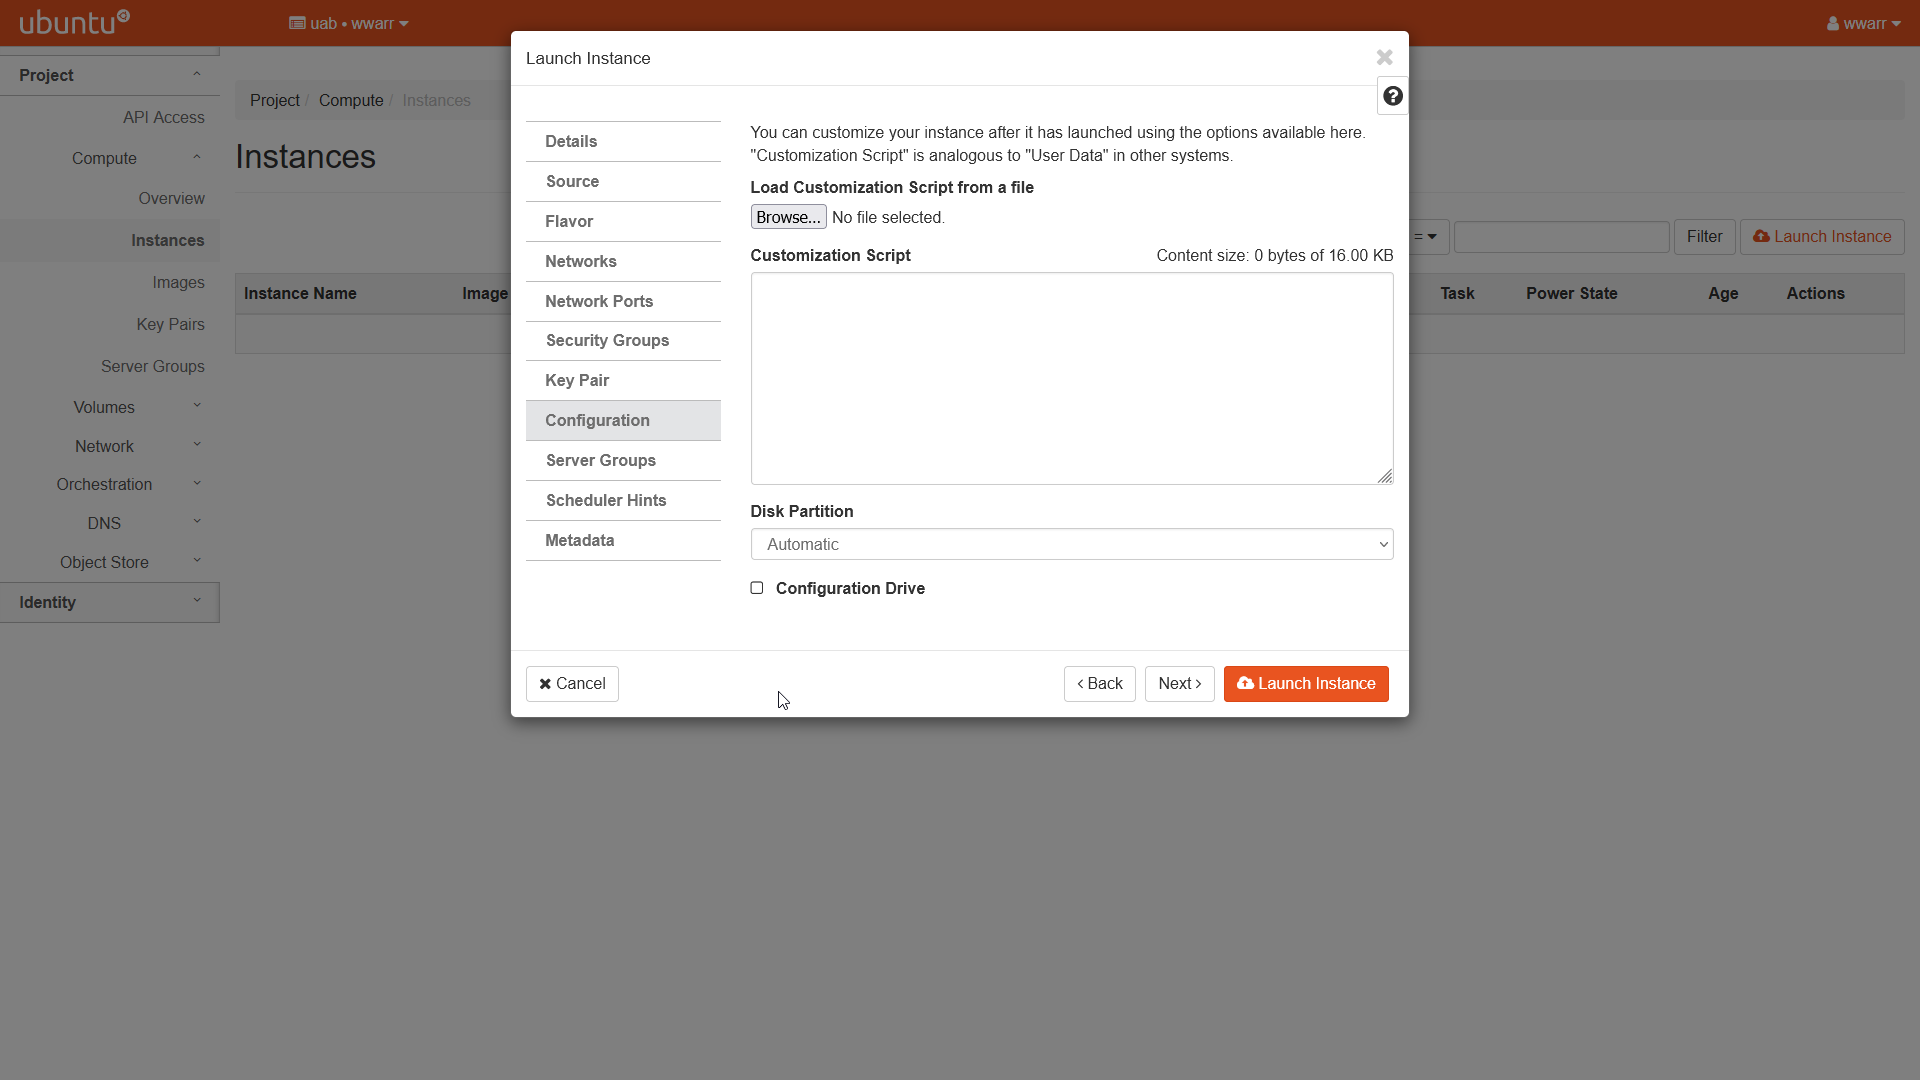 ubuntu
uab • wwarr
wwarr
Project
API Access
Compute
Overview
Instances
Images
Key Pairs
Server Groups
Volumes
Network
Orchestration
DNS
Object Store
Identity
Project / Compute / Instances
Instances
= Filter Launch Instance
Instance Name Image Task Power State Age Actions
Launch Instance
Details
Source
Flavor
Networks
Network Ports
Security Groups
Key Pair
Configuration
Server Groups
Scheduler Hints
Metadata
You can customize your instance after it has launched using the options available here.
"Customization Script" is analogous to "User Data" in other systems.
Load Customization Script from a file
Browse... No file selected.
Customization Script Content size: 0 bytes of 16.00 KB
Disk Partition
Automatic
Configuration Drive
Cancel < Back Next > Launch Instance